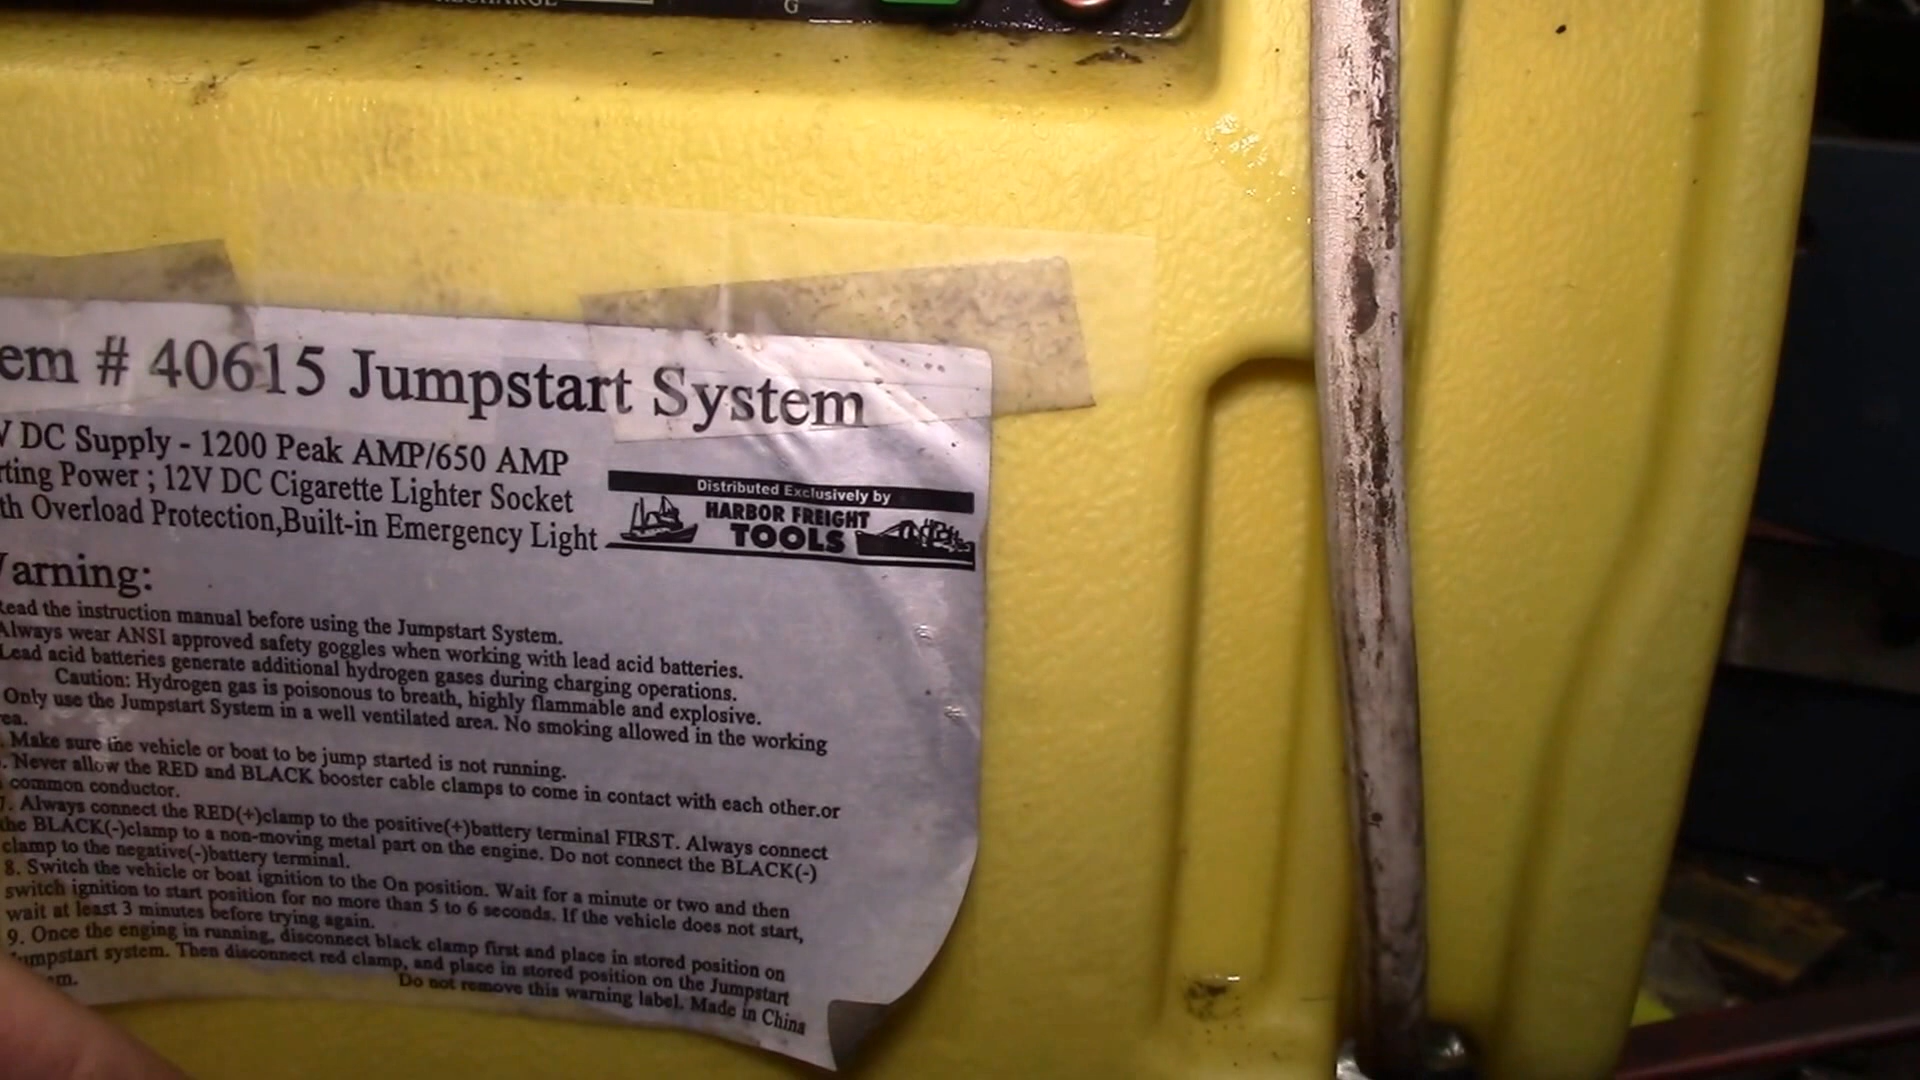 RECHARGE
G
em # 40615 Jumpstart System
V DC Supply - 1200 Peak AMP/650 AMP
rting Power ; 12V DC Cigarette Lighter Socket
th Overload Protection,Built-in Emergency Light
Distributed Exclusively by
HARBOR FREIGHT
TOOLS
arning:
Read the instruction manual before using the Jumpstart System.
Always wear ANSI approved safety goggles when working with lead acid batteries.
Lead acid batteries generate additional hydrogen gases during charging operations.
Caution: Hydrogen gas is poisonous to breath, highly flammable and explosive.
Only use the Jumpstart System in a well ventilated area. No smoking allowed in the working
rea.
. Make sure the vehicle or boat to be jump started is not running.
. Never allow the RED and BLACK booster cable clamps to come in contact with each other.or
common conductor.
7. Always connect the RED(+)clamp to the positive(+)battery terminal FIRST. Always connect
the BLACK(-)clamp to a non-moving metal part on the engine. Do not connect the BLACK(-)
clamp to the negative(-)battery terminal.
8. Switch the vehicle or boat ignition to the On position. Wait for a minute or two and then
switch ignition to start position for no more than 5 to 6 seconds. If the vehicle does not start,
wait at least 3 minutes before trying again.
9. Once the enging in running, disconnect black clamp first and place in stored position on
Jumpstart system. Then disconnect red clamp, and place in stored position on the Jumpstart
em.
Do not remove this warning label. Made in China